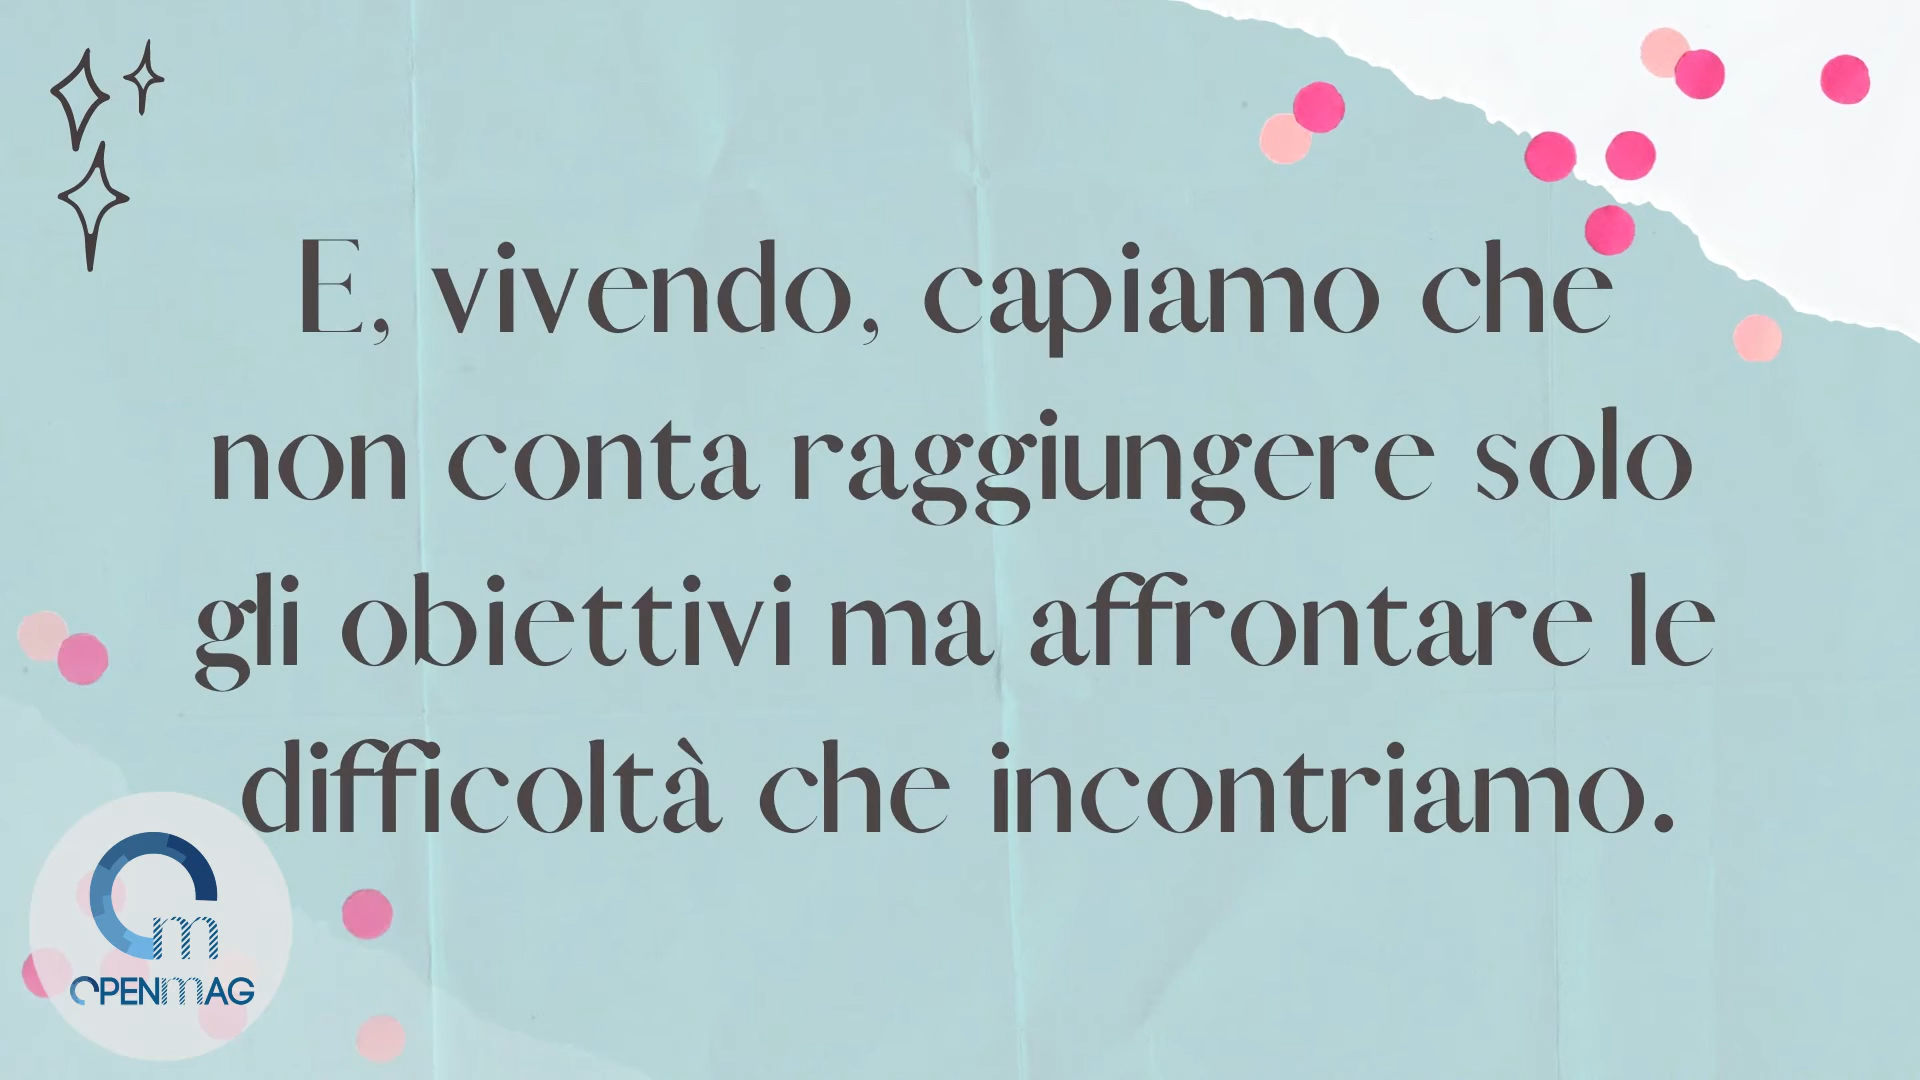 E, vivendo, capiamo che
non conta raggiungere solo
gli obiettivi ma affrontare le
difficoltà che incontriamo.
m
OPENMAG